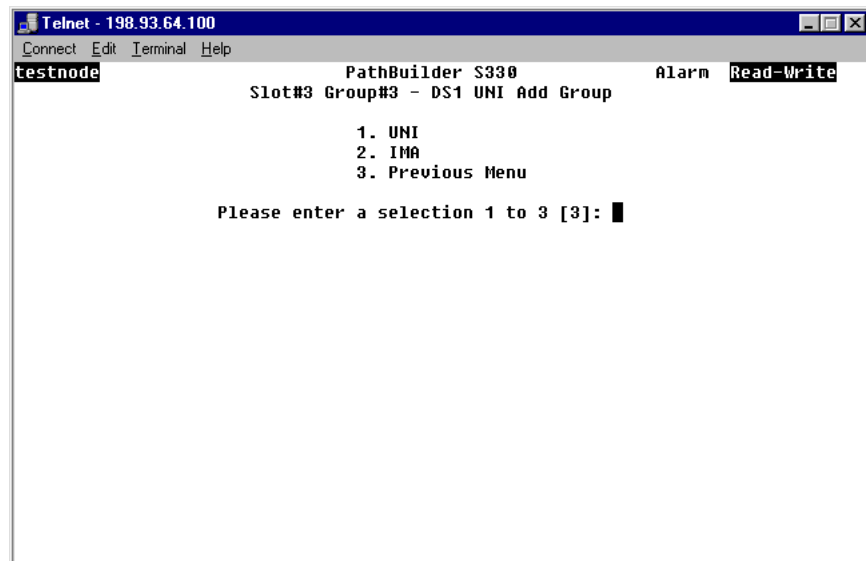 Telnet - 198.93.64.100
Connect Edit Terminal Help
testnode PathBuilder S330 Alarm Read-Write
Slot#3 Group#3 - DS1 UNI Add Group
1. UNI
2. IMA
3. Previous Menu
Please enter a selection 1 to 3 [3]: